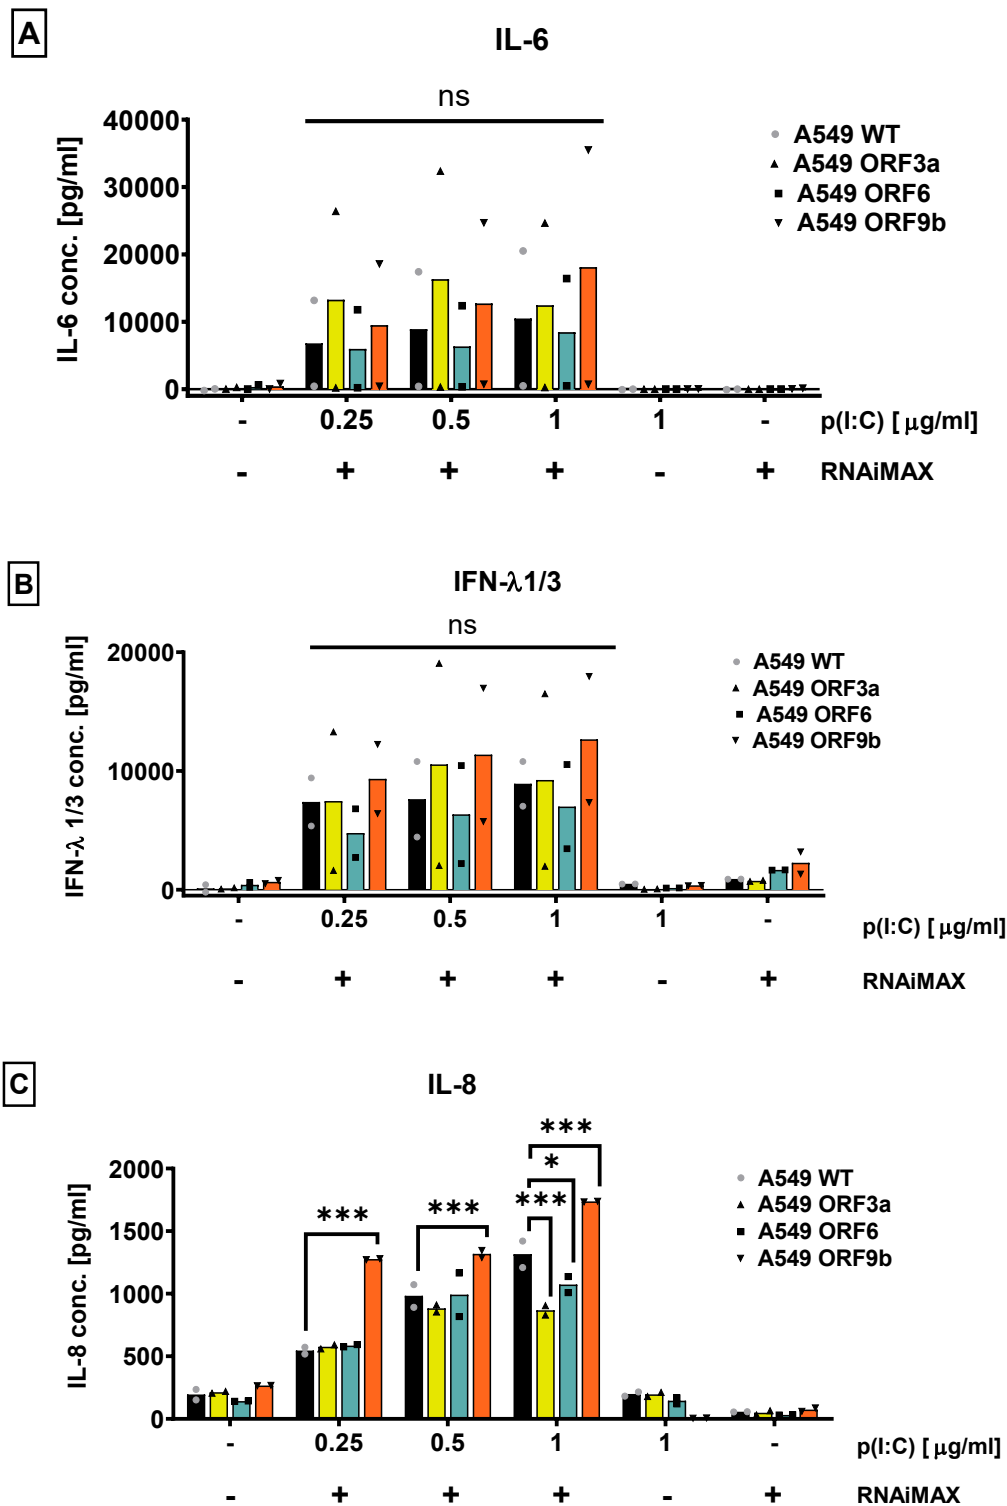 A
IL-6
ns
40000
30000
20000
10000
0
IL-6 conc. [pg/ml]
A549 WT
A549 ORF3a
A549 ORF6
A549 ORF9b
- 0.25 0.5 1 1 - p(I:C) [ μg/ml]
- + + + - + RNAiMAX
B
IFN-λ1/3
ns
20000
10000
0
IFN-λ 1/3 conc. [pg/ml]
A549 WT
A549 ORF3a
A549 ORF6
A549 ORF9b
- 0.25 0.5 1 1 - p(I:C) [ μg/ml]
- + + + - + RNAiMAX
C
IL-8
***
*
***
***
***
2000
1500
1000
500
0
IL-8 conc. [pg/ml]
A549 WT
A549 ORF3a
A549 ORF6
A549 ORF9b
- 0.25 0.5 1 1 - p(I:C) [ μg/ml]
- + + + - + RNAiMAX